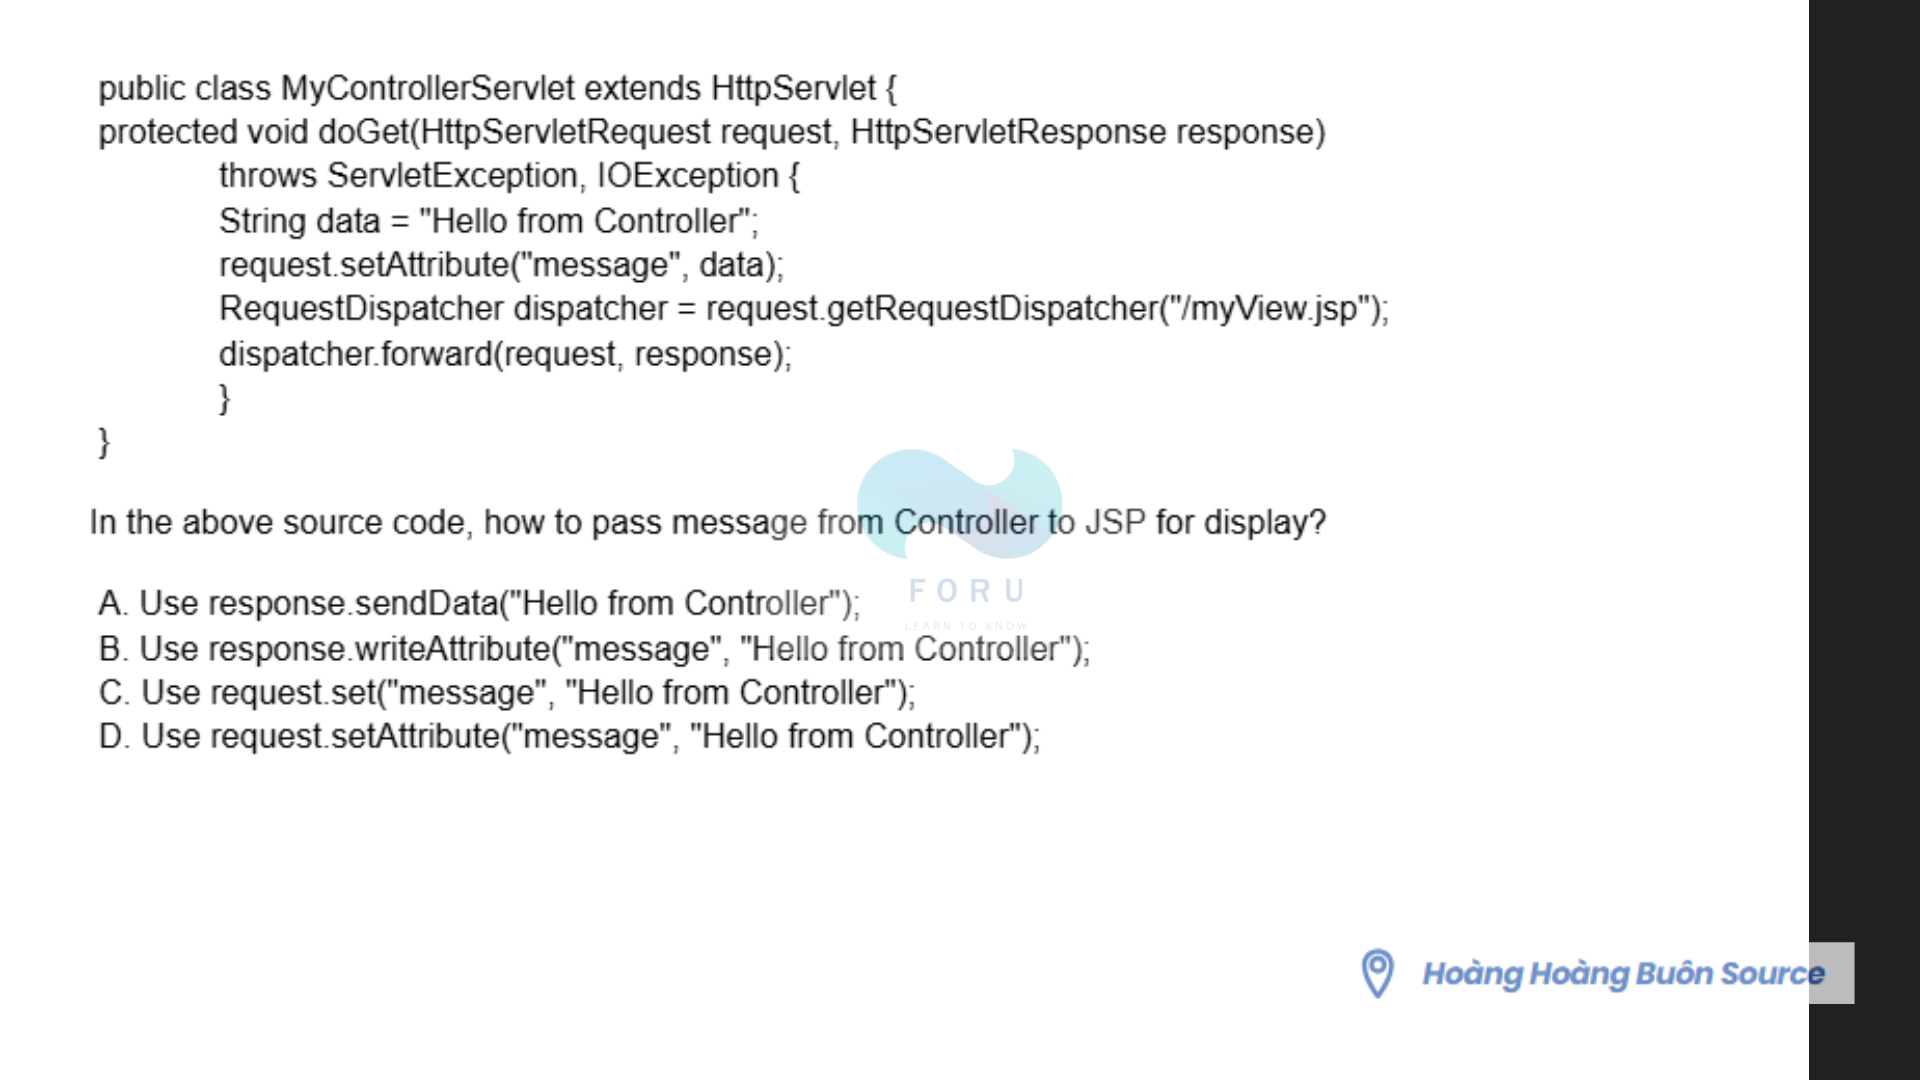 public class MyControllerServlet extends HttpServlet {
protected void doGet(HttpServletRequest request, HttpServletResponse response)
throws ServletException, IOException {
String data = "Hello from Controller";
request.setAttribute("message", data);
RequestDispatcher dispatcher = request.getRequestDispatcher("/myView.jsp");
dispatcher.forward(request, response);
}
}
In the above source code, how to pass message from Controller to JSP for display?
A. Use response.sendData("Hello from Controller");
FORU
LEARN TO KNOW
B. Use response.writeAttribute("message", "Hello from Controller");
C. Use request.set("message", "Hello from Controller");
D. Use request.setAttribute("message", "Hello from Controller");
Hoàng Hoàng Buôn Source